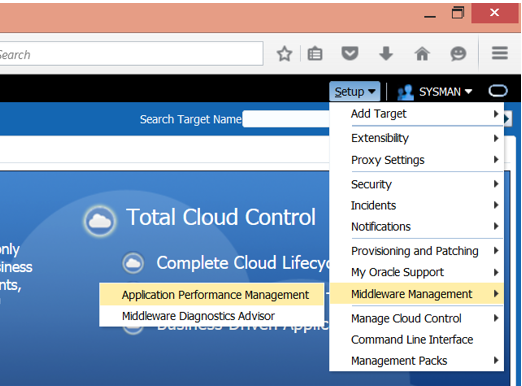 Search
Setup
SYSMAN
Search Target Name
Add Target
Extensibility
Proxy Settings
Security
Incidents
Notifications
Provisioning and Patching
My Oracle Support
Middleware Management
Manage Cloud Control
Command Line Interface
Management Packs
Total Cloud Control
Complete Cloud Lifecyc
only
iness
nts,
Application Performance Management
Middleware Diagnostics Advisor
Business-Driven Applic